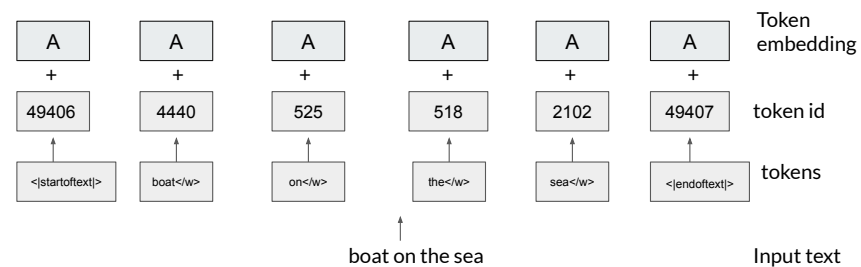 A A A A A A Token embedding
+ + + + + +
49406 4440 525 518 2102 49407 token id
<|startoftext|> boat</w> on</w> the</w> sea</w> <|endoftext|> tokens
boat on the sea Input text